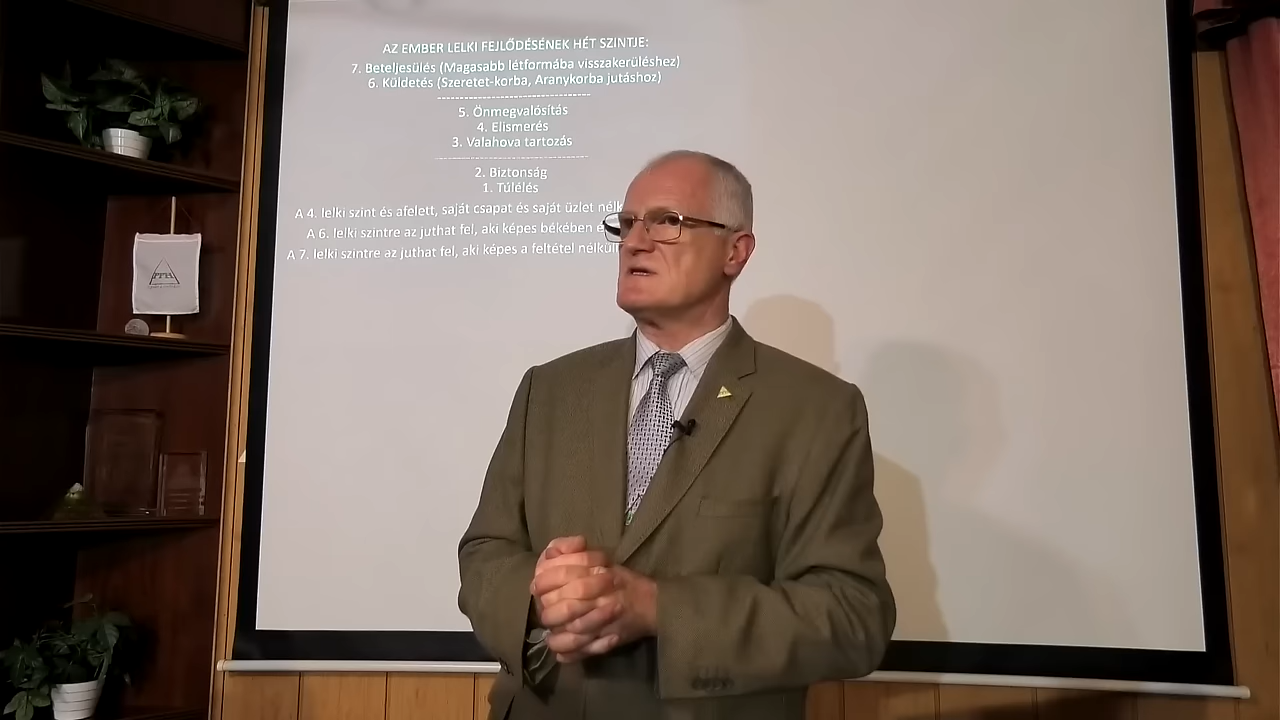 AZ EMBER LELKI FEJLŐDÉSÉNEK HÉT SZINTJE:
7. Beteljesülés (Magasabb létformába visszakerüléshez)
6. Küldetés (Szeretet-korba, Aranykorba jutáshoz)
5. Önmegvalósítás
4. Elismerés
3. Valahova tartozás
2. Biztonság
1. Túlélés
A 4. lelki szint és afelett, saját csapat és saját üzlet
A 6. lelki szintre az juthat fel, aki képes békében
A 7. lelki szintre az juthat fel, aki képes a feltétel